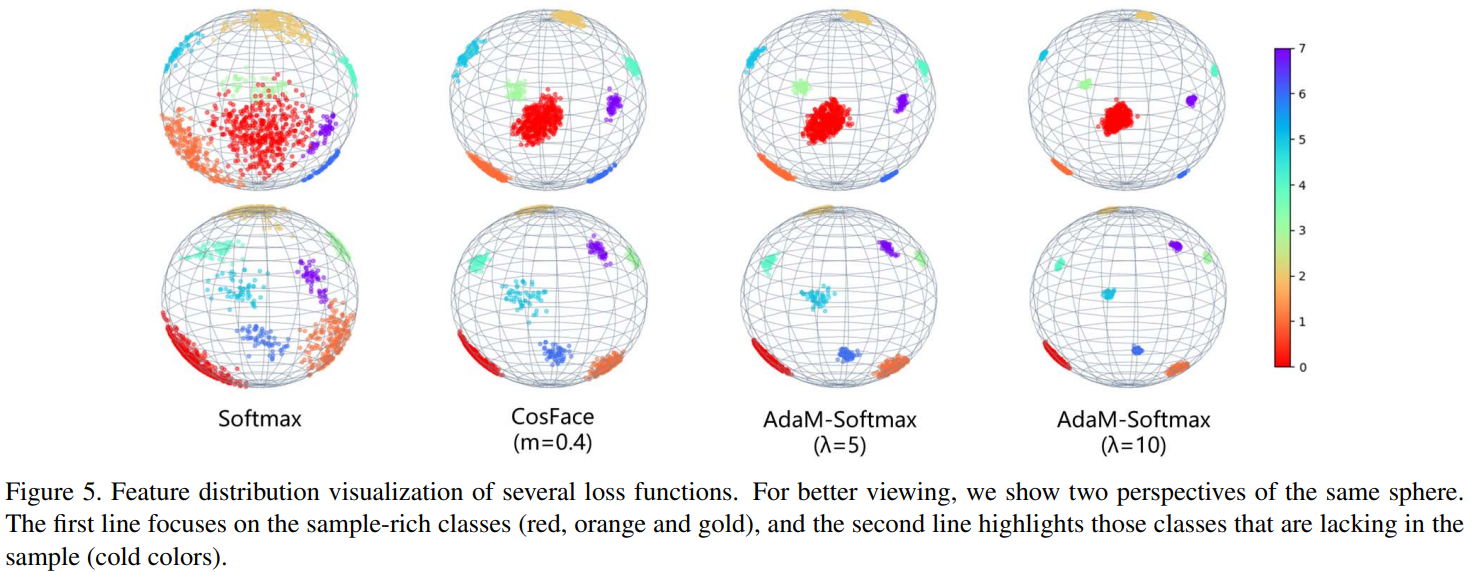 7
6
5
4
3
2
1
0
Softmax
CosFace
(m=0.4)
AdaM-Softmax
(λ=5)
AdaM-Softmax
(λ=10)
Figure 5. Feature distribution visualization of several loss functions. For better viewing, we show two perspectives of the same sphere.
The first line focuses on the sample-rich classes (red, orange and gold), and the second line highlights those classes that are lacking in the
sample (cold colors).